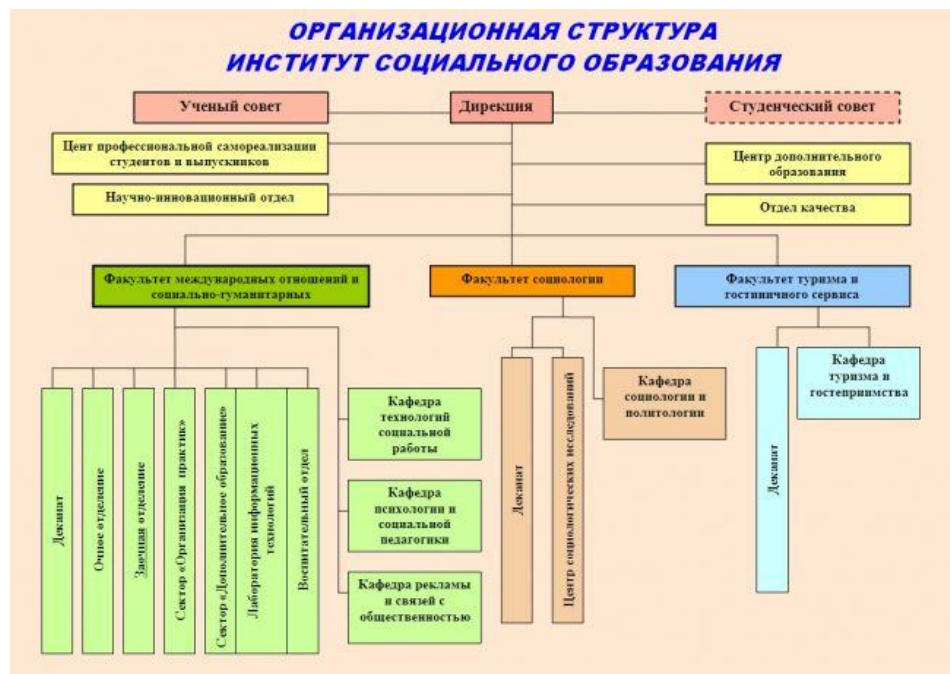 ОРГАНИЗАЦИОННАЯ СТРУКТУРА
ИНСТИТУТ СОЦИАЛЬНОГО ОБРАЗОВАНИЯ
Ученый совет
Дирекция
Студенческий совет
Цент профессиональной самореализации
студентов и выпускников
Центр дополнительного
образования
Научно-инновационный отдел
Отдел качества
Факультет международных отношений и
социально-гуманитарных
Факультет социологии
Факультет туризма и
гостиничного сервиса
Деканат
Очное отделение
Заочная отделение
Сектор «Организация практик»
Сектор «Дополнительное образование»
Лаборатория информационных
технологий
Воспитательный отдел
Кафедра
технологий
социальной
работы
Кафедра
психологии и
социальной
педагогики
Кафедра рекламы
и связей с
общественностью
Деканат
Центр социологических исследований
Кафедра
социологии и
политологии
Деканат
Кафедра
туризма и
гостеприимства